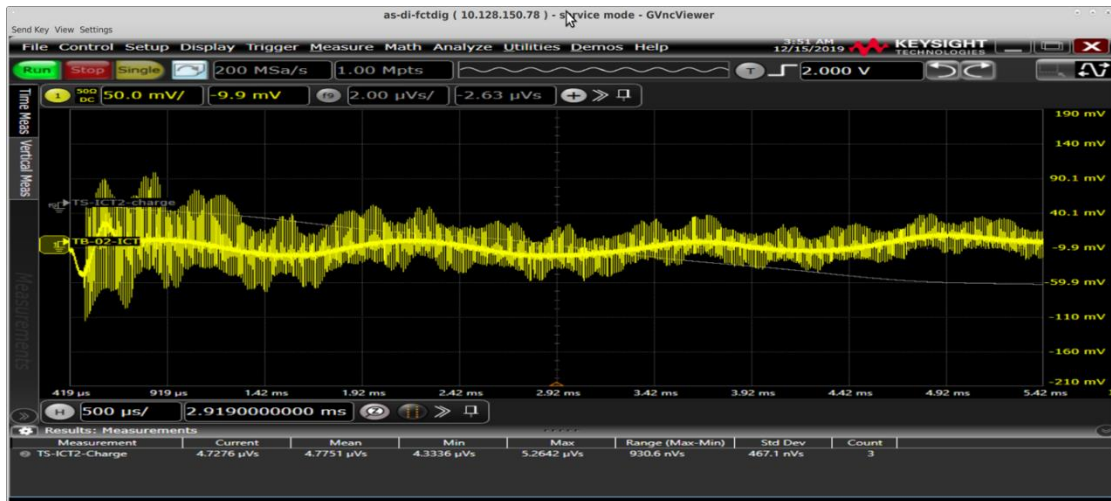 as-di-fctdig ( 10.128.150.78 ) - service mode - GVncViewer
Send Key View Settings
File Control Setup Display Trigger Measure Math Analyze Utilities Demos Help
3:51 AM
12/15/2019
KEYSIGHT
TECHNOLOGIES
Run Stop Single 200 MSa/s 1.00 Mpts T 2.000 V
1 50Ω DC 50.0 mV/ -9.9 mV f9 2.00 µVs/ -2.63 µVs
Time Meas
Vertical Meas
Measurements
190 mV
140 mV
90.1 mV
40.1 mV
-9.9 mV
-59.9 mV
-110 mV
-160 mV
-210 mV
TS-ICT2-charge
TB-02-ICT
419 µs 919 µs 1.42 ms 1.92 ms 2.42 ms 2.92 ms 3.42 ms 3.92 ms 4.42 ms 4.92 ms 5.42 ms
H 500 µs/ 2.9190000000 ms
Results: Measurements
Measurement Current Mean Min Max Range (Max-Min) Std Dev Count
TS-ICT2-Charge 4.7276 µVs 4.7751 µVs 4.3336 µVs 5.2642 µVs 930.6 nVs 467.1 nVs 3